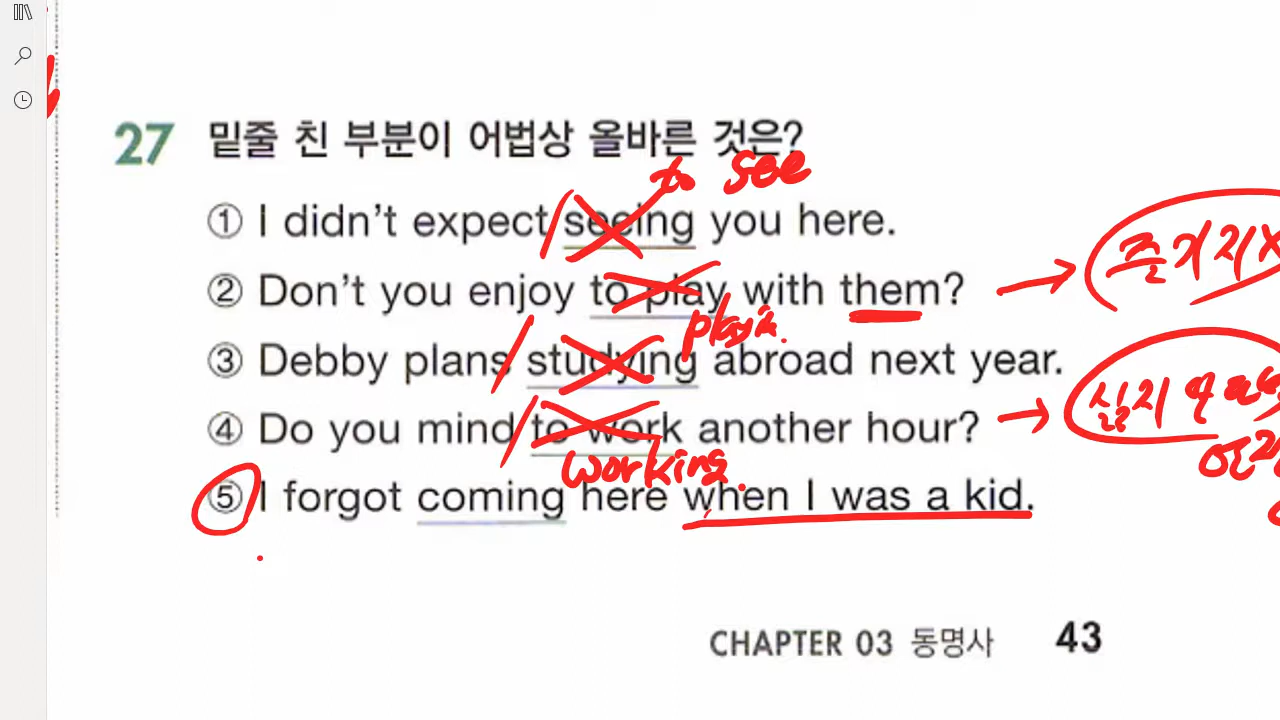 27 밑줄 친 부분이 어법상 올바른 것은?
to see
① I didn't expect seeing you here.
즐기지X
② Don't you enjoy to play with them?
③ Debby plans studying abroad next year.
④ Do you mind to work another hour?
working.
⑤ I forgot coming here when I was a kid.
CHAPTER 03 동명사 43